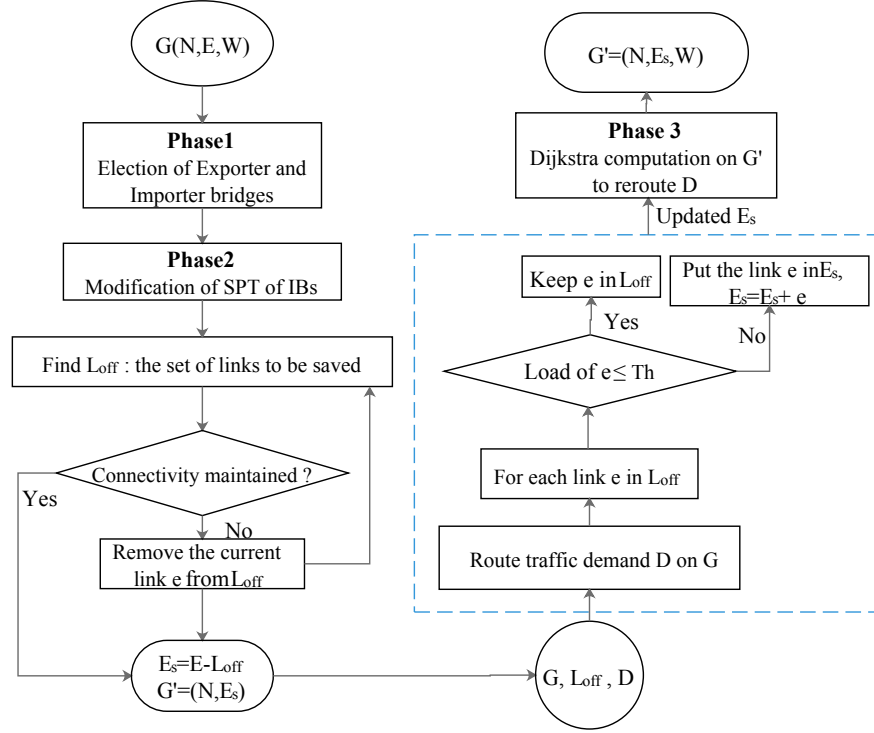 G(N,E,W)
Phase1
Election of Exporter and
Importer bridges
Phase2
Modification of SPT of IBs
Find Loff : the set of links to be saved
Connectivity maintained ?
Yes
No
Remove the current
link e from Loff
Es=E-Loff
G'=(N,Es)
G'=(N,Es,W)
Phase 3
Dijkstra computation on G'
to reroute D
Updated Es
Keep e in Loff
Put the link e inEs,
Es=Es+ e
Yes
No
Load of e≤ Th
For each link e in Loff
Route traffic demand D on G
G, Loff , D